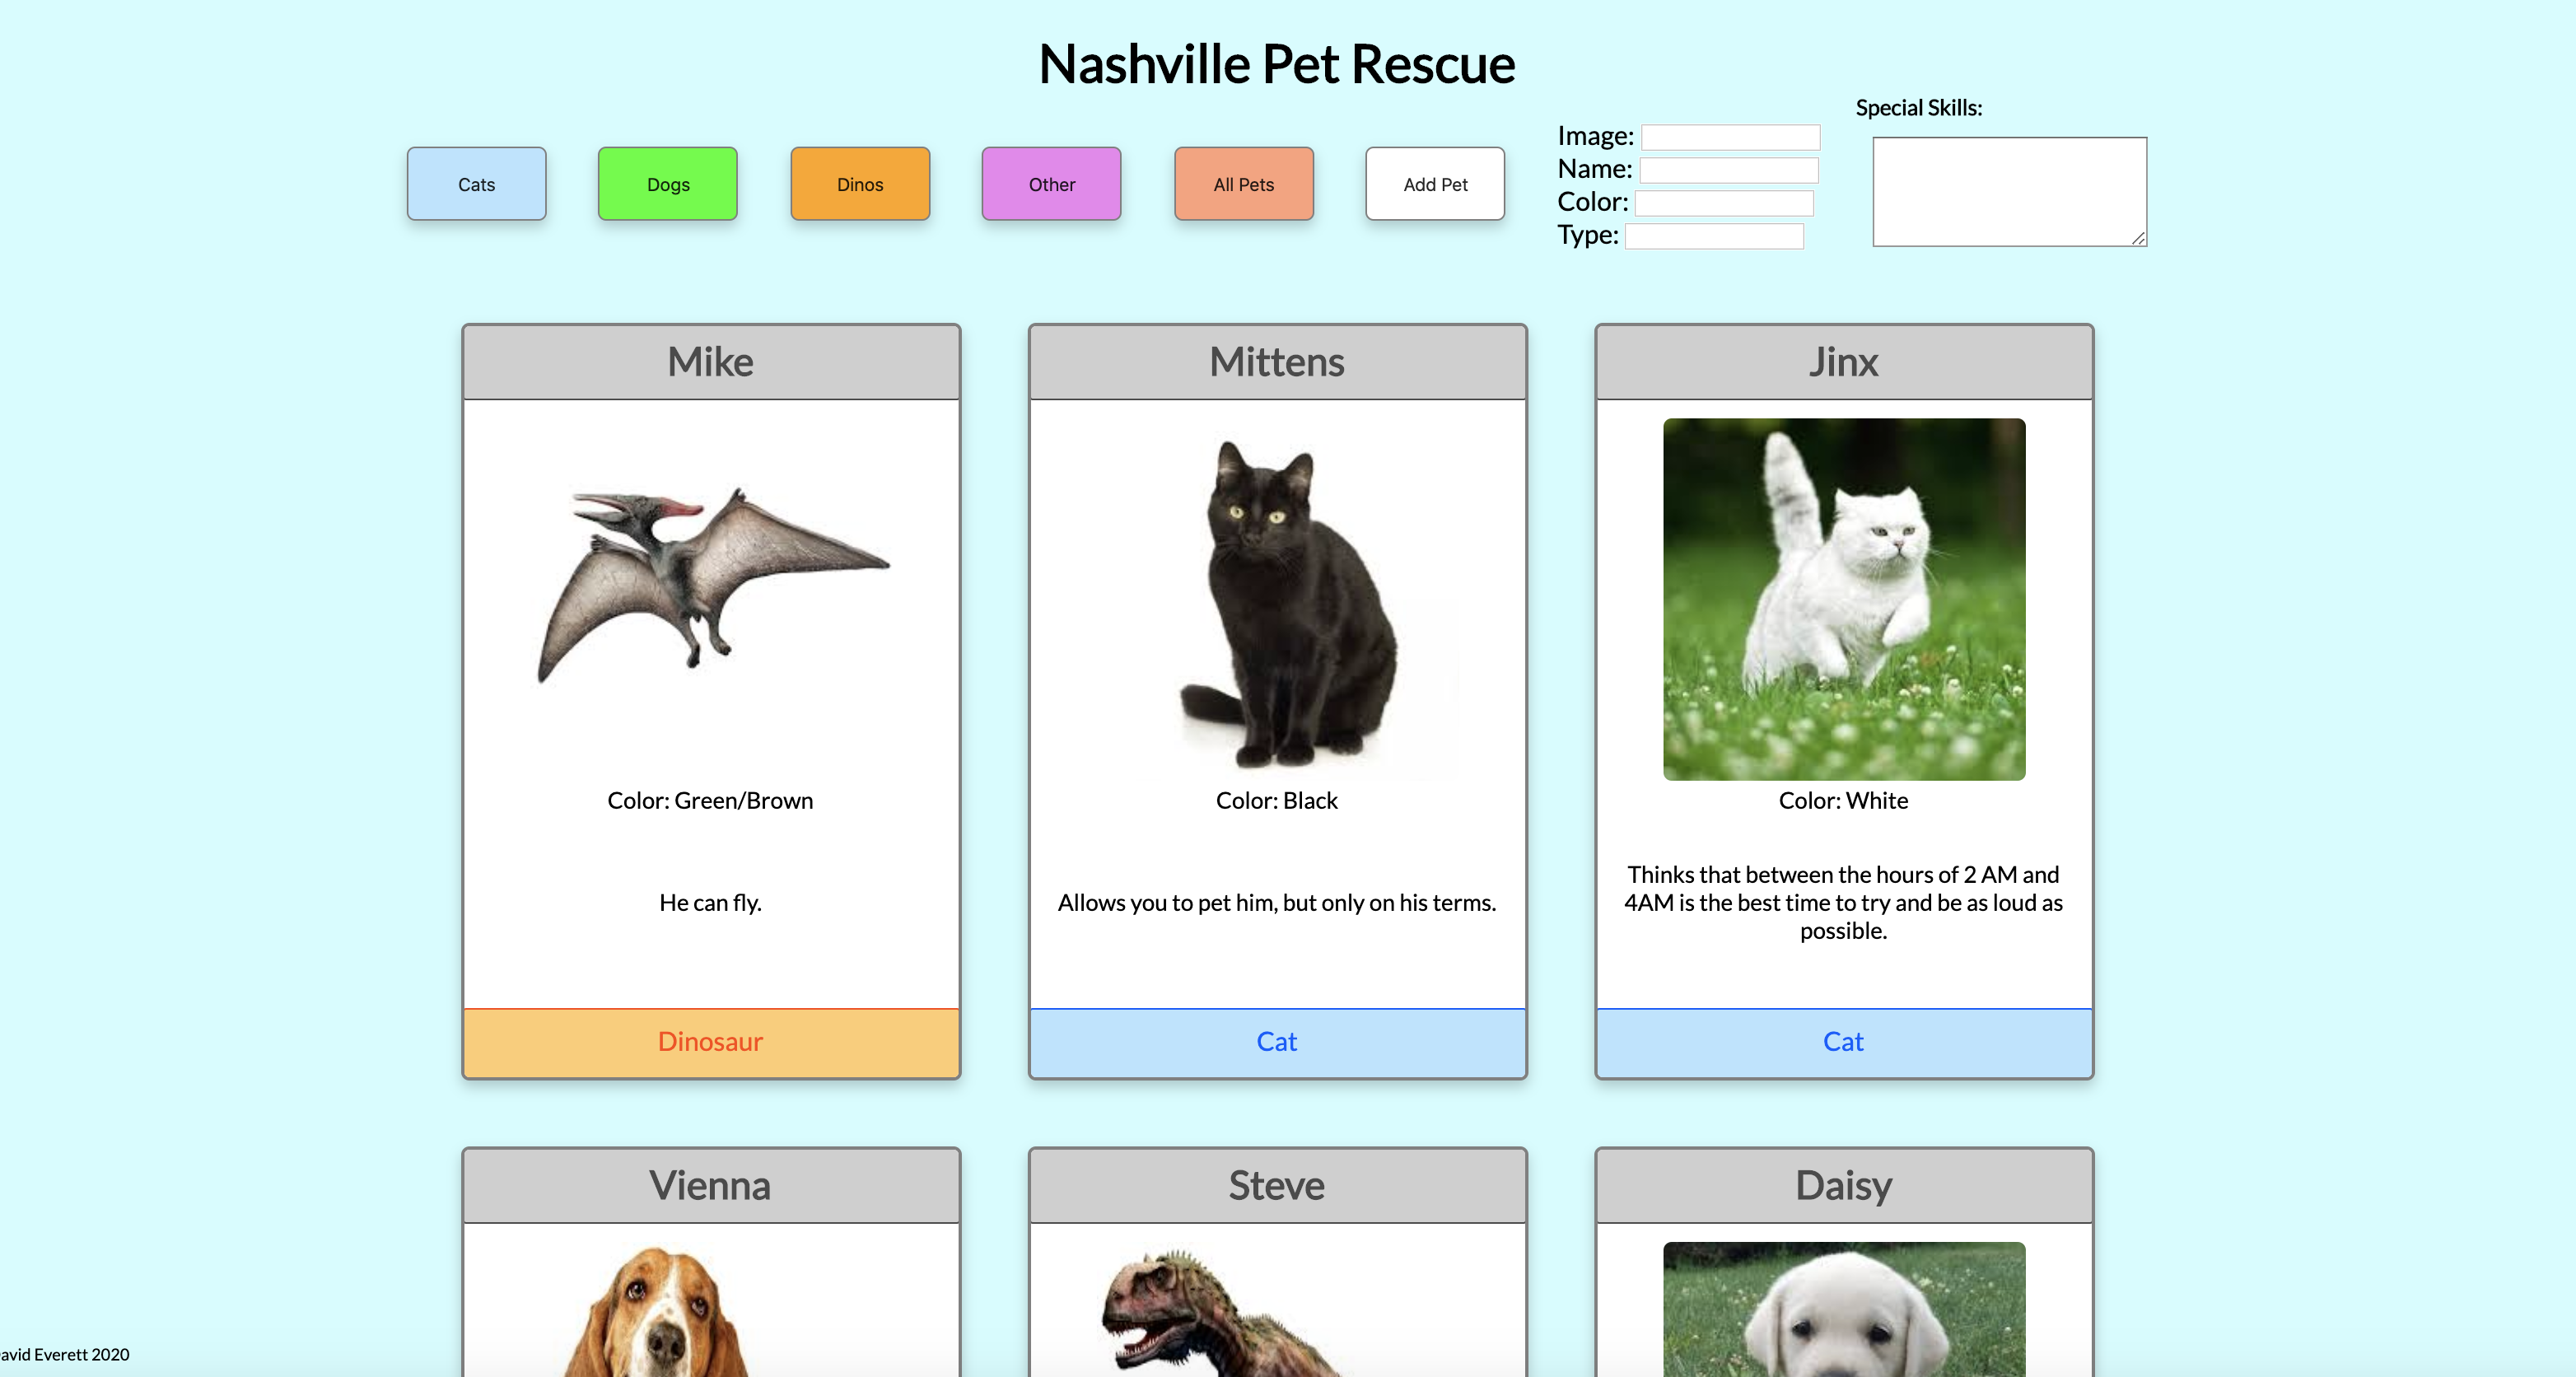 Nashville Pet Rescue
Cats
Dogs
Dinos
Other
All Pets
Add Pet
Image:
Name:
Color:
Type:
Special Skills:
Mike
Color: Green/Brown
He can fly.
Dinosaur
Mittens
Color: Black
Allows you to pet him, but only on his terms.
Cat
Jinx
Color: White
Thinks that between the hours of 2 AM and
4AM is the best time to try and be as loud as
possible.
Cat
Vienna
Steve
Daisy
avid Everett 2020